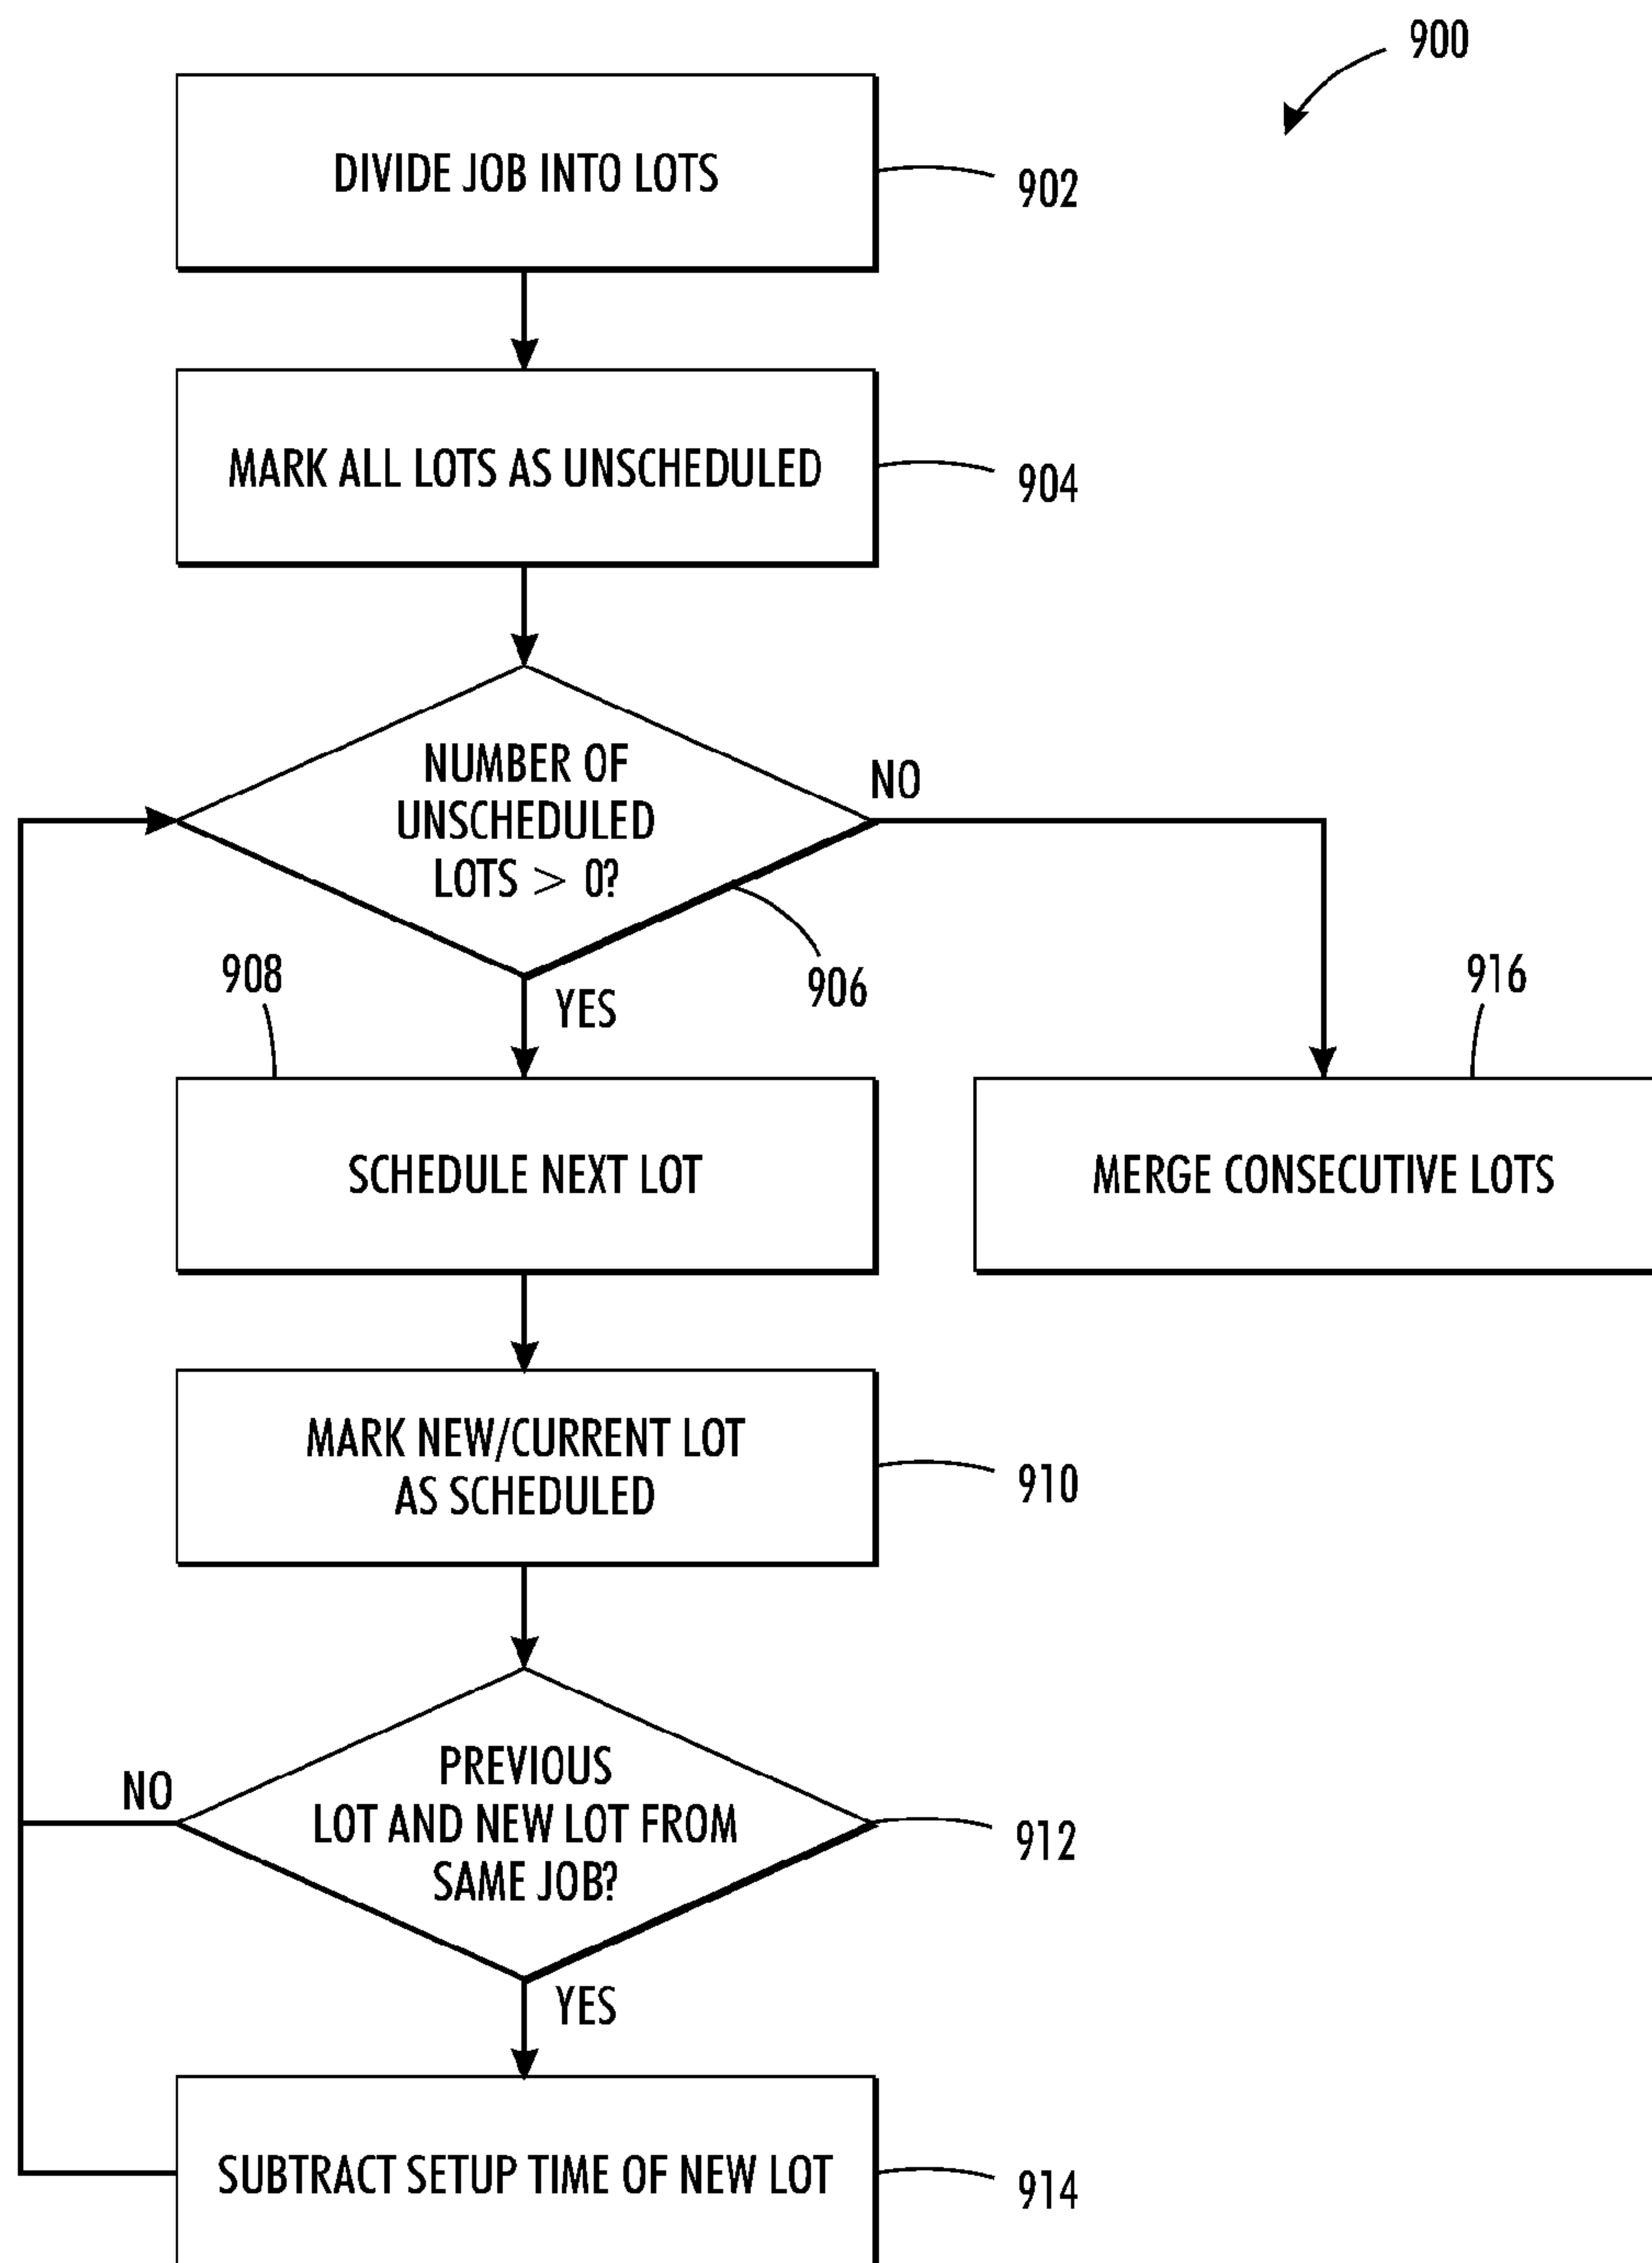 900
DIVIDE JOB INTO LOTS
902
MARK ALL LOTS AS UNSCHEDULED
904
NUMBER OF
UNSCHEDULED
LOTS > 0?
NO
906
YES
908
916
SCHEDULE NEXT LOT
MERGE CONSECUTIVE LOTS
MARK NEW/CURRENT LOT
AS SCHEDULED
910
PREVIOUS
LOT AND NEW LOT FROM
SAME JOB?
NO
912
YES
SUBTRACT SETUP TIME OF NEW LOT
914